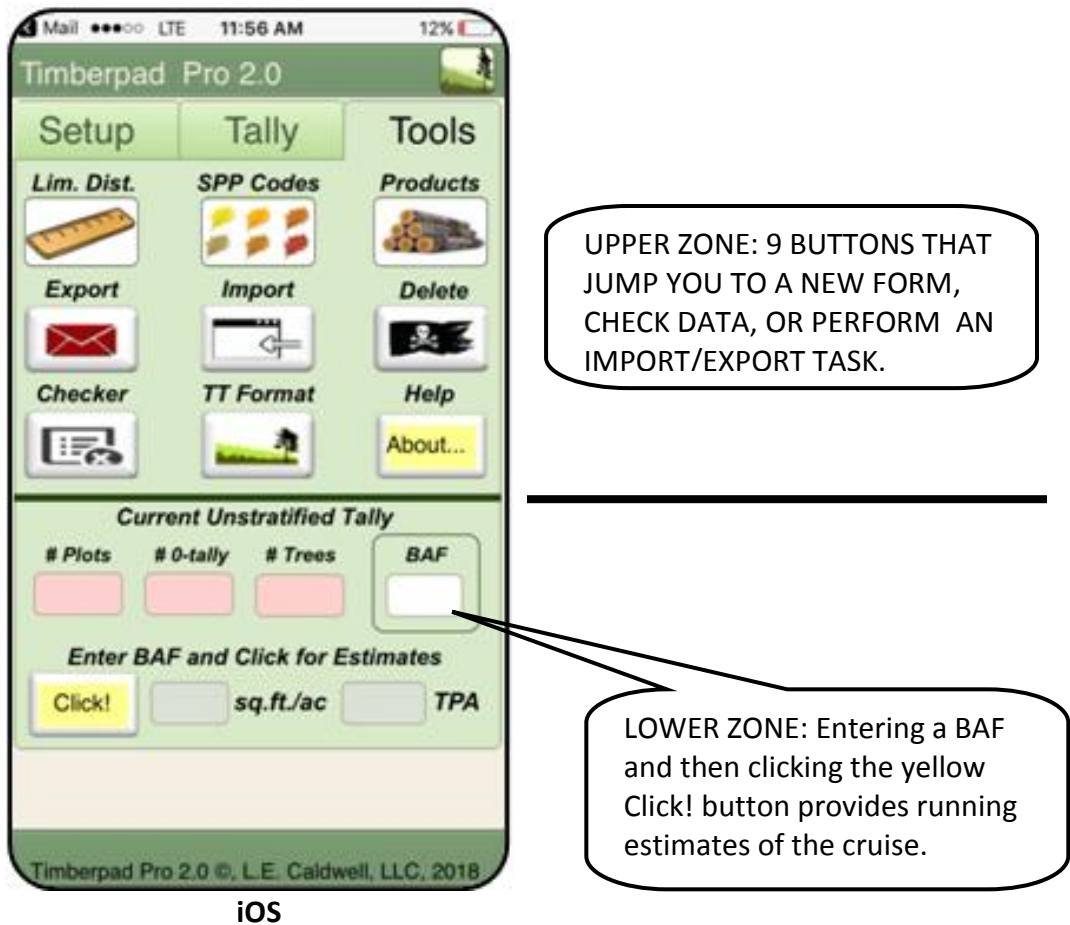 Mail LTE 11:56 AM 12%
Timberpad Pro 2.0
Setup Tally Tools
Lim. Dist. SPP Codes Products
Export Import Delete
Checker TT Format Help
About...
Current Unstratified Tally
# Plots # 0-tally # Trees BAF
Enter BAF and Click for Estimates
Click! sq.ft./ac TPA
Timberpad Pro 2.0 ©, L.E. Caldwell, LLC, 2018
iOS
UPPER ZONE: 9 BUTTONS THAT
JUMP YOU TO A NEW FORM,
CHECK DATA, OR PERFORM AN
IMPORT/EXPORT TASK.
LOWER ZONE: Entering a BAF
and then clicking the yellow
Click! button provides running
estimates of the cruise.